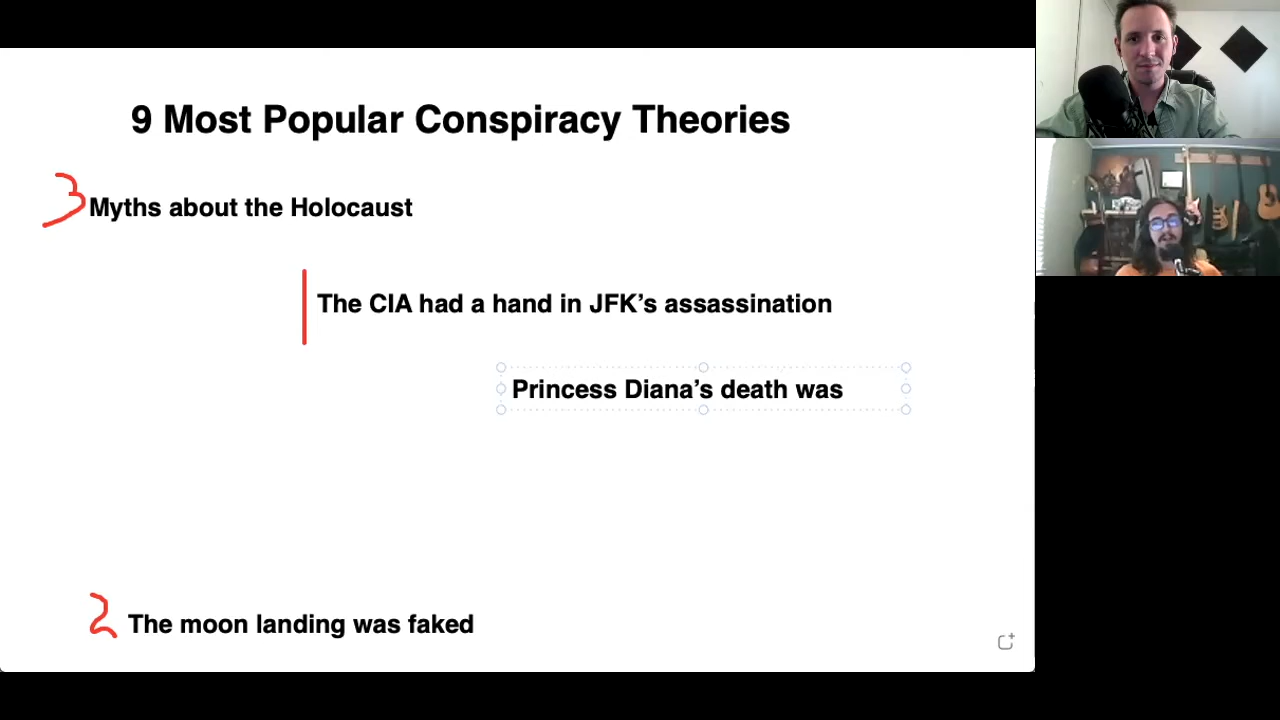 9 Most Popular Conspiracy Theories
3 Myths about the Holocaust
| The CIA had a hand in JFK’s assassination
Princess Diana’s death was
2 The moon landing was faked